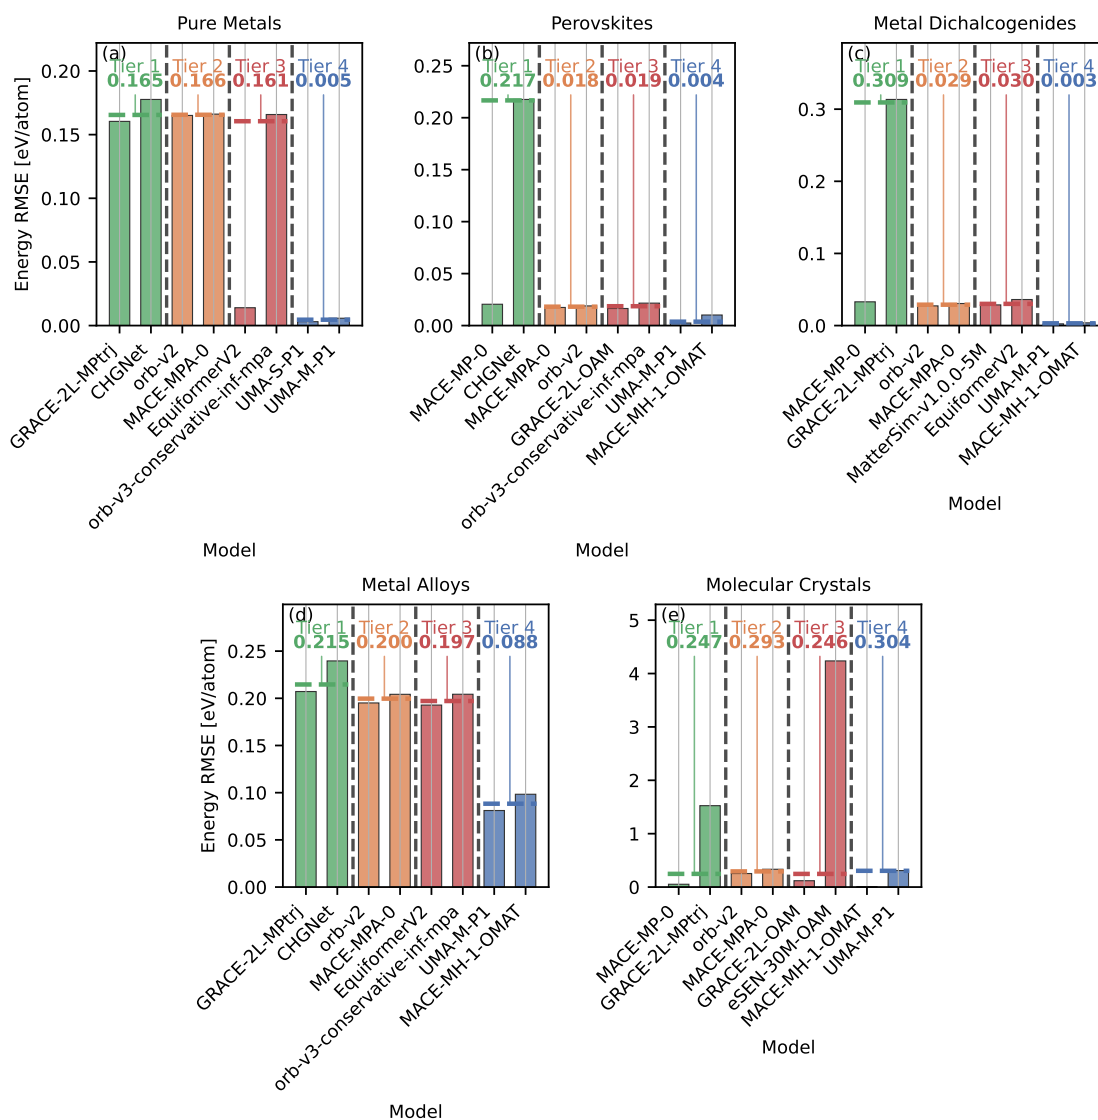 Pure Metals
(a)
Tier 1
0.165
Tier 2
0.166
Tier 3
0.161
Tier 4
0.005
Energy RMSE [eV/atom]
0.20
0.15
0.10
0.05
0.00
GRACE-2L-MPtrj
CHGNet
orb-v2
MACE-MPA-0
EquiformerV2
orb-v3-conservative-inf-mpa
UMA-S-P1
UMA-M-P1
Model
Perovskites
(b)
Tier 1
0.217
Tier 2
0.018
Tier 3
0.019
Tier 4
0.004
0.25
0.20
0.15
0.10
0.05
0.00
MACE-MP-0
CHGNet
MACE-MPA-0
orb-v2
GRACE-2L-OAM
orb-v3-conservative-inf-mpa
UMA-M-P1
MACE-MH-1-OMAT
Model
Metal Dichalcogenides
(c)
Tier 1
0.309
Tier 2
0.029
Tier 3
0.030
Tier 4
0.003
0.3
0.2
0.1
0.0
MACE-MP-0
GRACE-2L-MPtrj
orb-v2
MACE-MPA-0
MatterSim-v1.0.0-5M
EquiformerV2
UMA-M-P1
MACE-MH-1-OMAT
Model
Metal Alloys
(d)
Tier 1
0.215
Tier 2
0.200
Tier 3
0.197
Tier 4
0.088
Energy RMSE [eV/atom]
0.25
0.20
0.15
0.10
0.05
0.00
GRACE-2L-MPtrj
CHGNet
orb-v2
MACE-MPA-0
EquiformerV2
orb-v3-conservative-inf-mpa
UMA-M-P1
MACE-MH-1-OMAT
Model
Molecular Crystals
(e)
Tier 1
0.247
Tier 2
0.293
Tier 3
0.246
Tier 4
0.304
5
4
3
2
1
0
MACE-MP-0
GRACE-2L-MPtrj
orb-v2
MACE-MPA-0
GRACE-2L-OAM
eSEN-30M-OAM
MACE-MH-1-OMAT
UMA-M-P1
Model